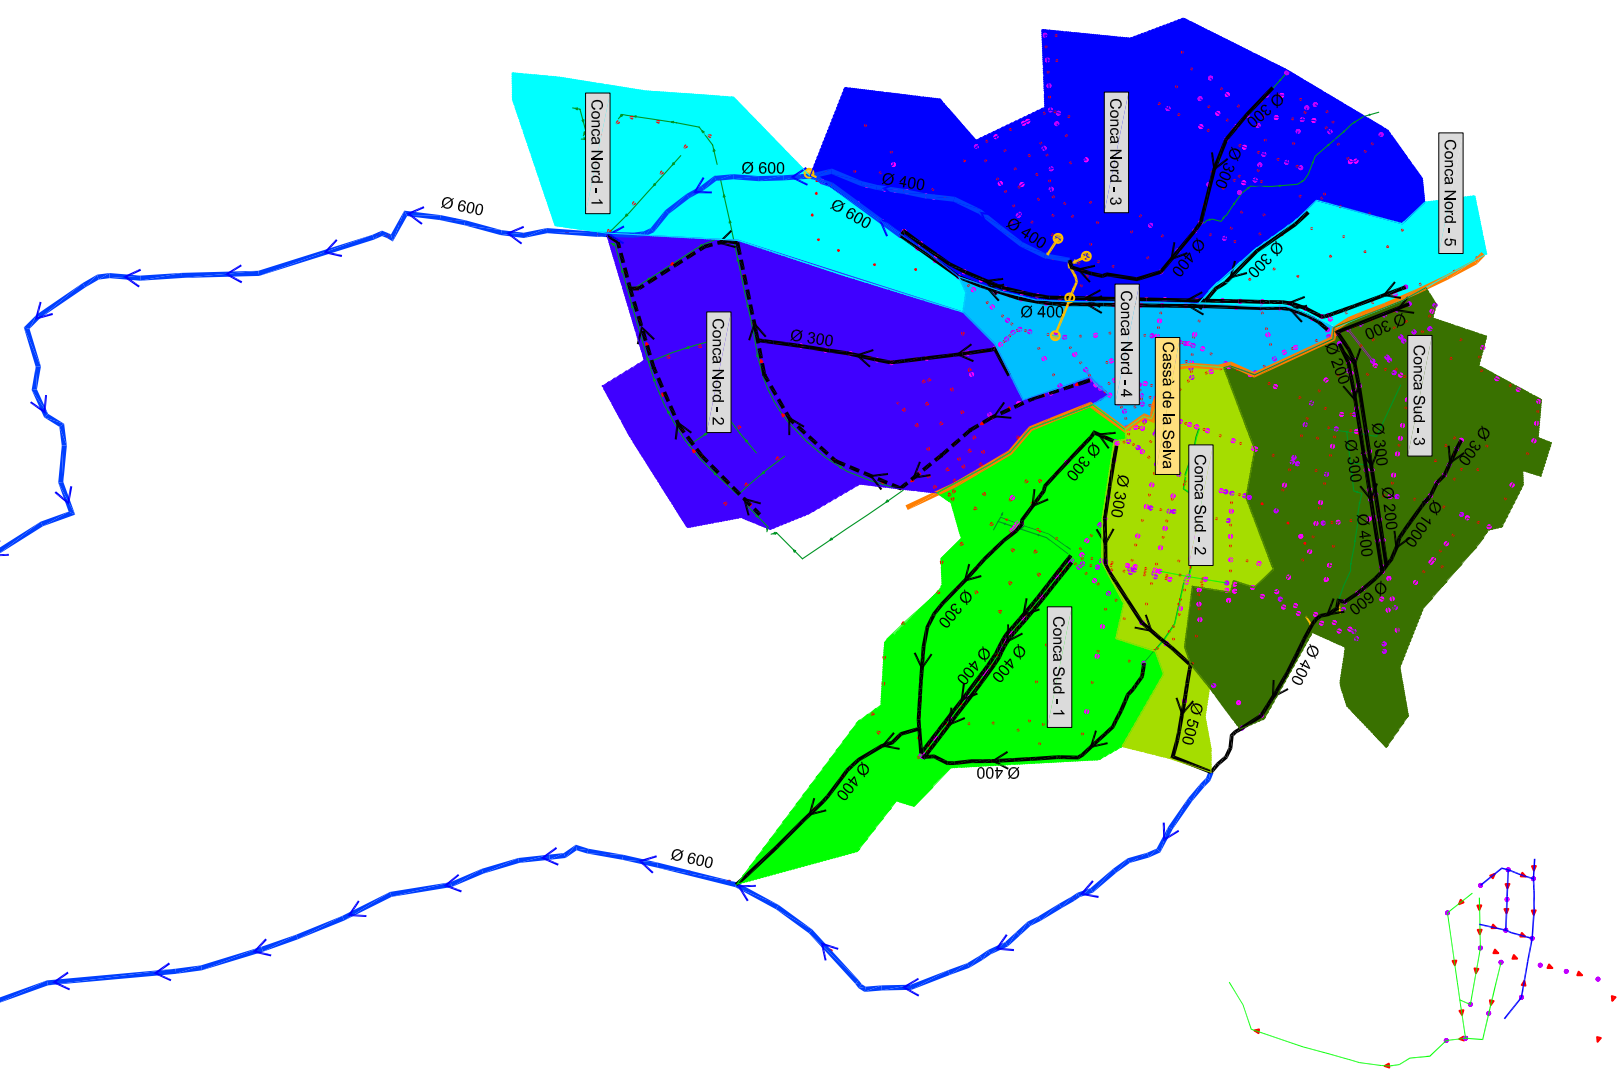 Conca Nord - 1
Conca Nord - 3
Conca Nord - 5
Conca Nord - 4
Conca Nord - 2
Cassà de la Selva
Conca Sud - 3
Conca Sud - 2
Conca Sud - 1
Ø 600
Ø 600
Ø 600
Ø 400
Ø 400
Ø 300
Ø 300
Ø 400
Ø 300
Ø 400
Ø 300
Ø 300
Ø 200
Ø 300
Ø 300
Ø 300
Ø 200
Ø 400
Ø 1000
Ø 600
Ø 400
Ø 300
Ø 300
Ø 300
Ø 400
Ø 400
Ø 500
Ø 400
Ø 400
Ø 600